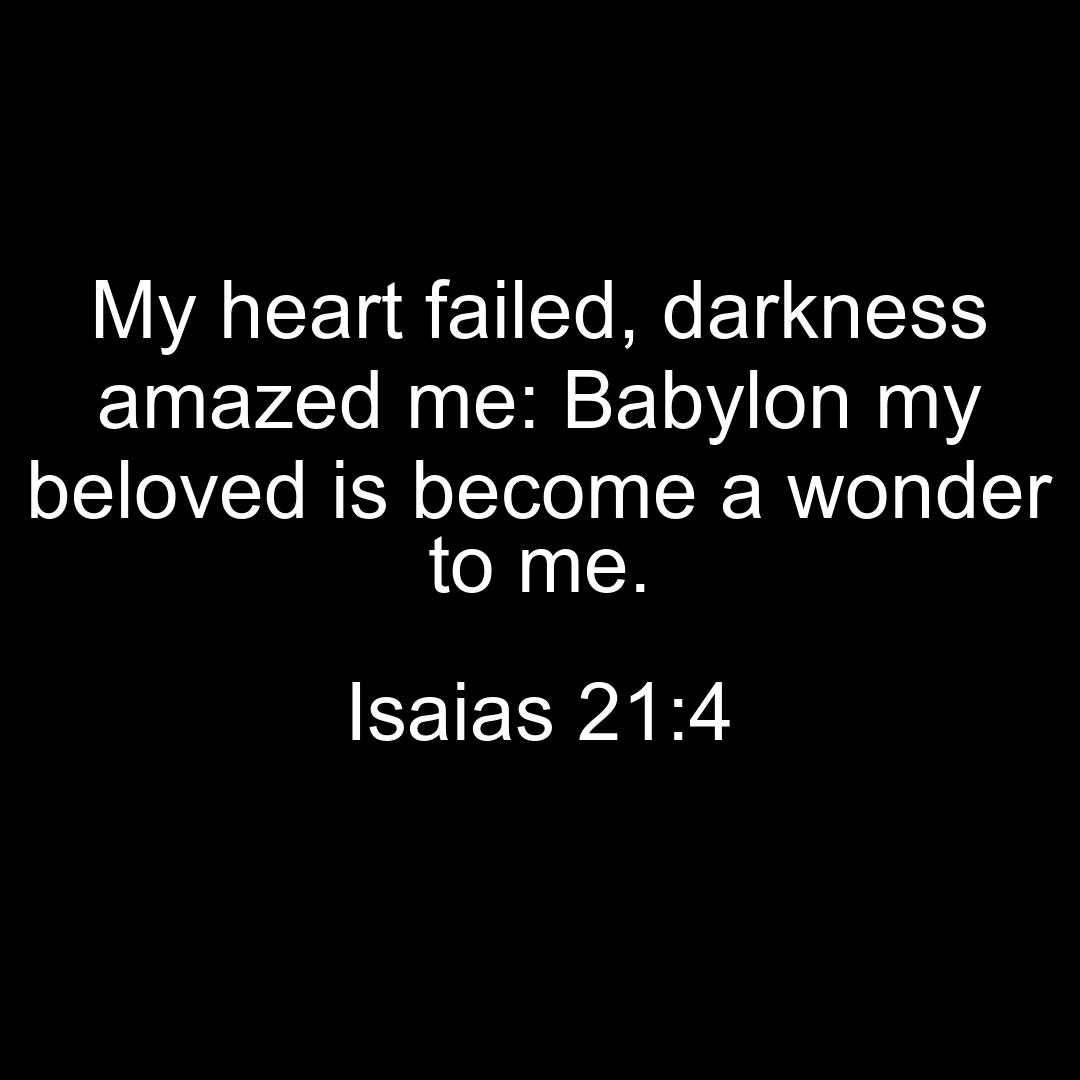 My heart failed, darkness
amazed me: Babylon my
beloved is become a wonder
to me.
Isaias 21:4